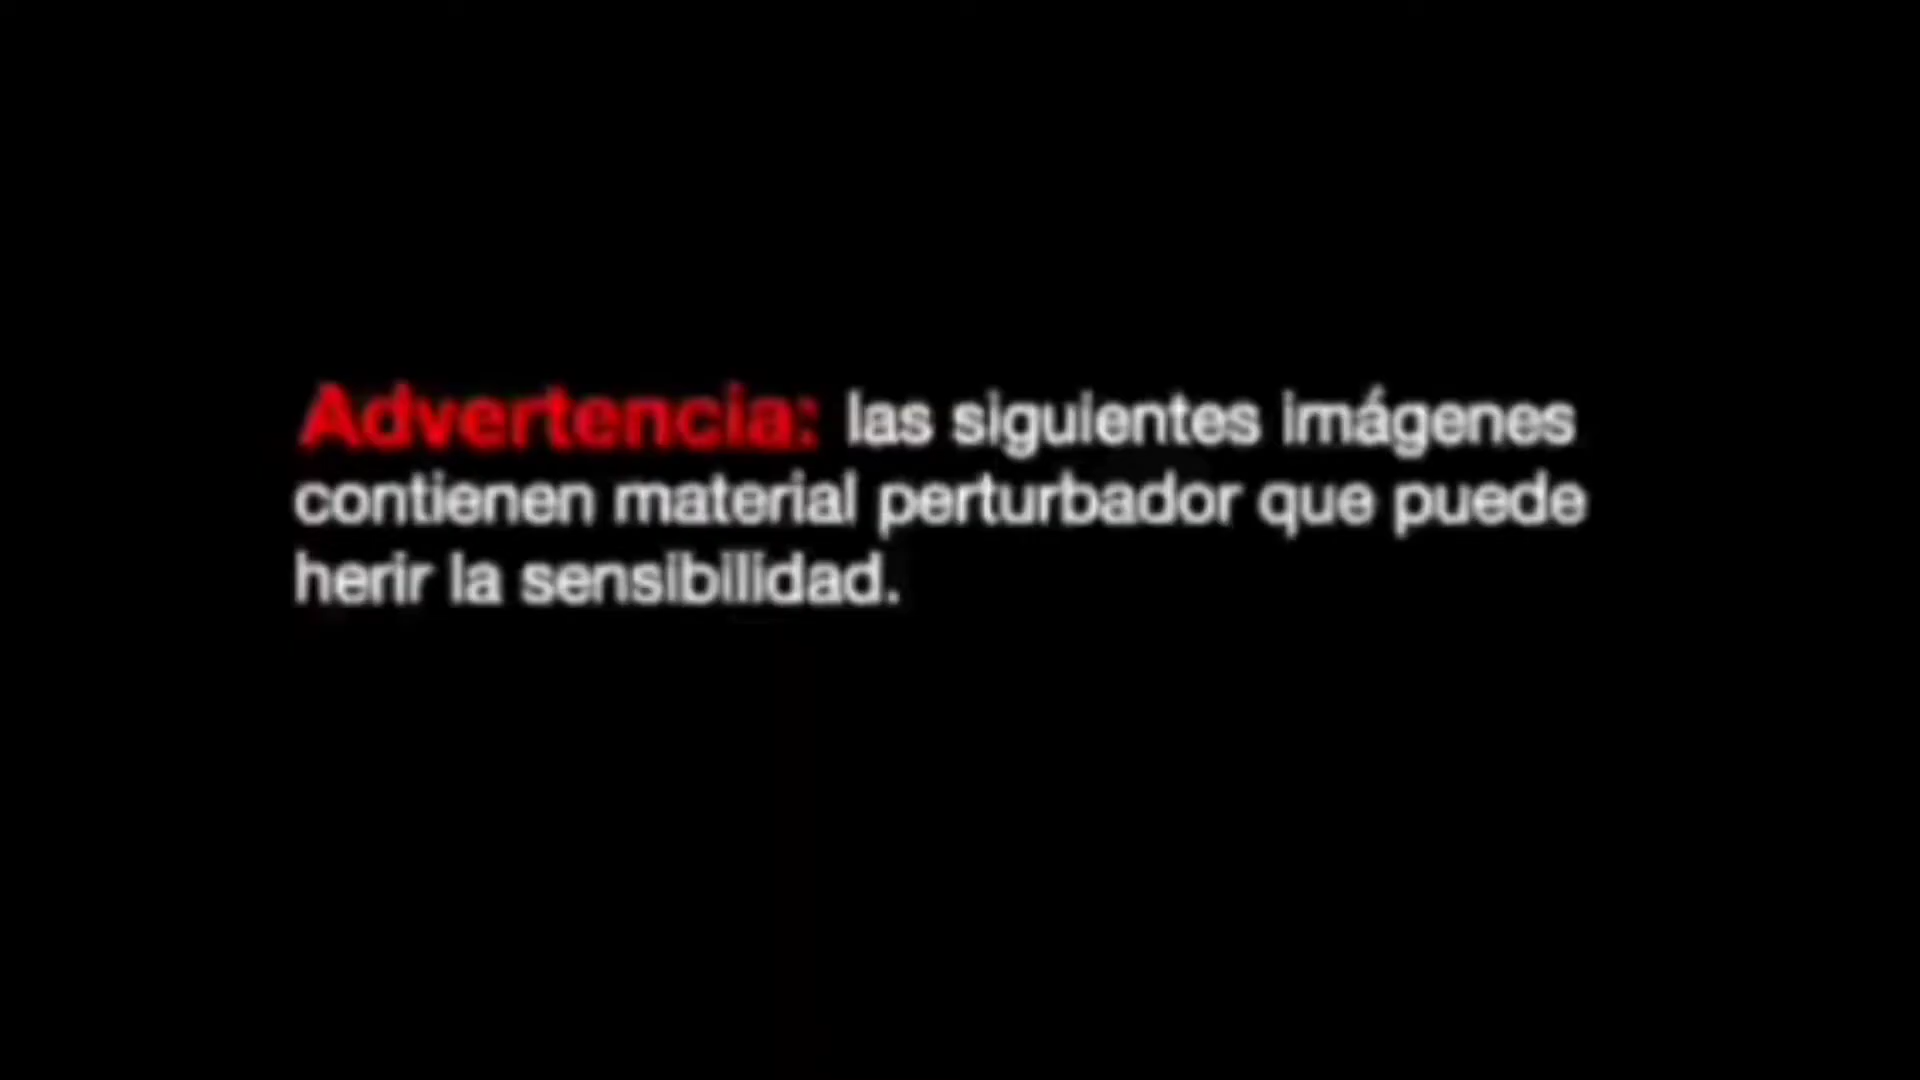 Advertencia: las siguientes imágenes
contienen material perturbador que puede
herir la sensibilidad.